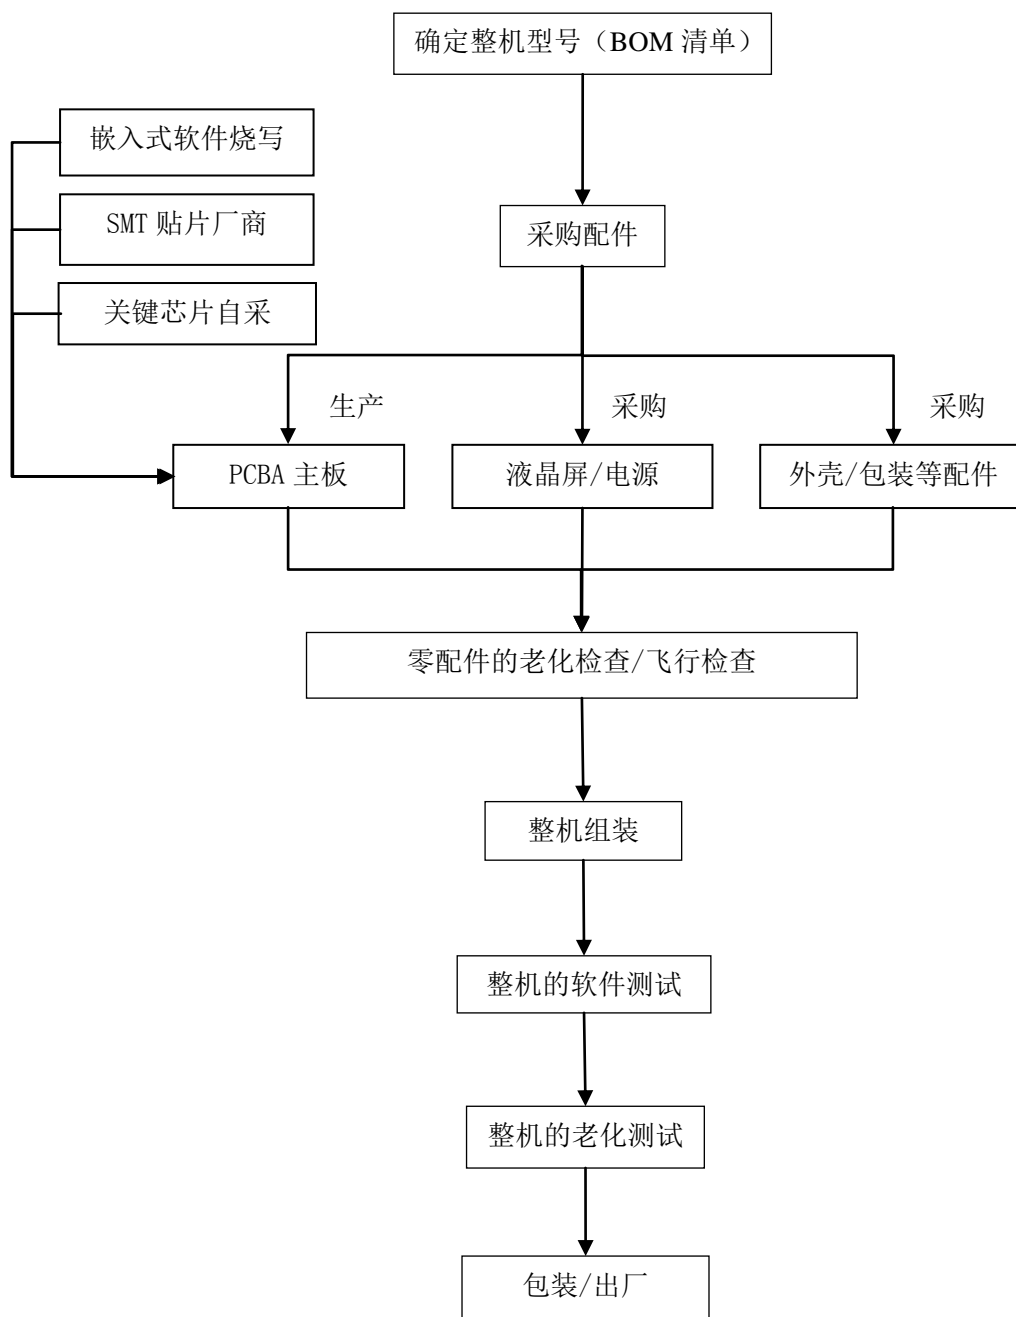 确定整机型号（BOM 清单）
嵌入式软件烧写
SMT 贴片厂商
采购配件
关键芯片自采
生产
采购
采购
PCBA 主板
液晶屏/电源
外壳/包装等配件
零配件的老化检查/飞行检查
整机组装
整机的软件测试
整机的老化测试
包装/出厂